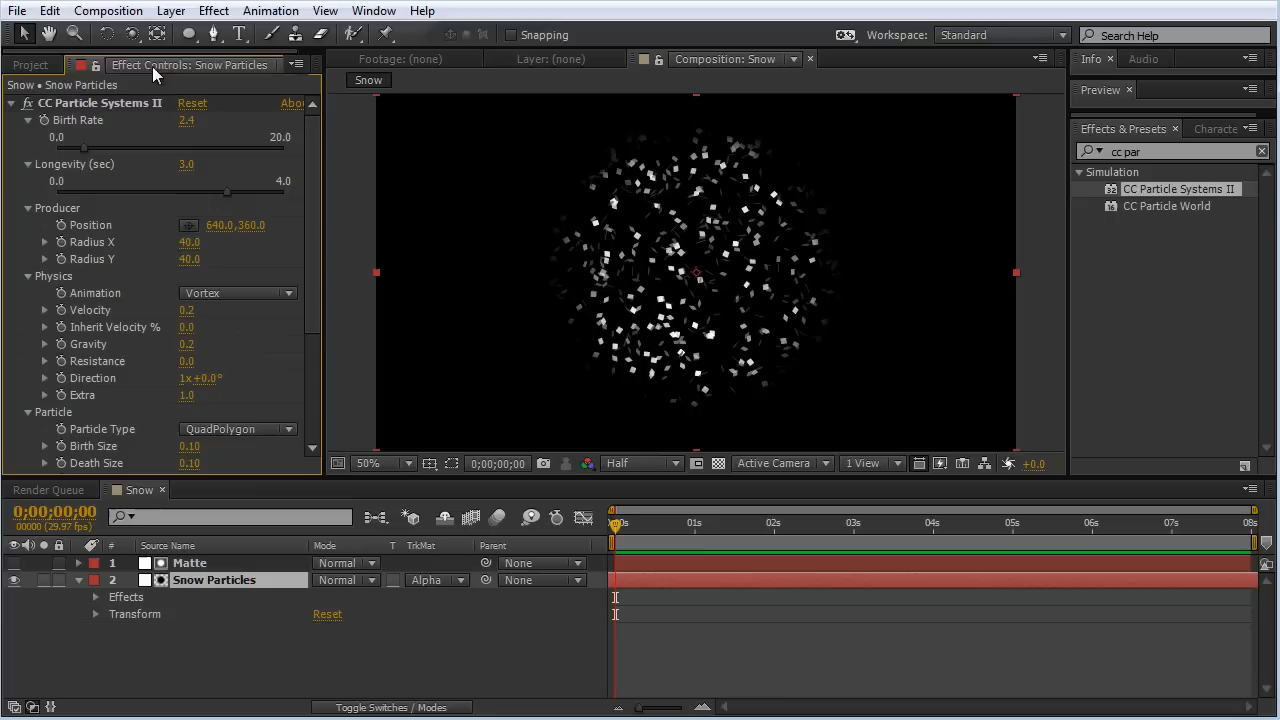 File Edit Composition Layer Effect Animation View Window Help
Snapping Workspace: Standard Search Help
Project Effect Controls: Snow Particles Footage: (none) Layer: (none) Composition: Snow Info Audio
Snow • Snow Particles Snow Preview
fx CC Particle Systems II Reset Abou
Birth Rate 2.4 Effects & Presets Characte
0.0 20.0 cc par
Longevity (sec) 3.0 Simulation
0.0 4.0 32 CC Particle Systems II
Producer 16 CC Particle World
Position 640.0,360.0
Radius X 40.0
Radius Y 40.0
Physics
Animation Vortex
Velocity 0.2
Inherit Velocity % 0.0
Gravity 0.2
Resistance 0.0
Direction 1x+0.0°
Extra 1.0
Particle
Particle Type QuadPolygon
Birth Size 0.10
Death Size 0.10 50% 0;00;00;00 Half Active Camera 1 View +0.0
Render Queue Snow
0;00;00;00
00000 (29.97 fps) 00s 01s 02s 03s 04s 05s 06s 07s 08s
# Source Name Mode T TrkMat Parent
1 Matte Normal None
2 Snow Particles Normal Alpha None
Effects
Transform Reset
Toggle Switches / Modes